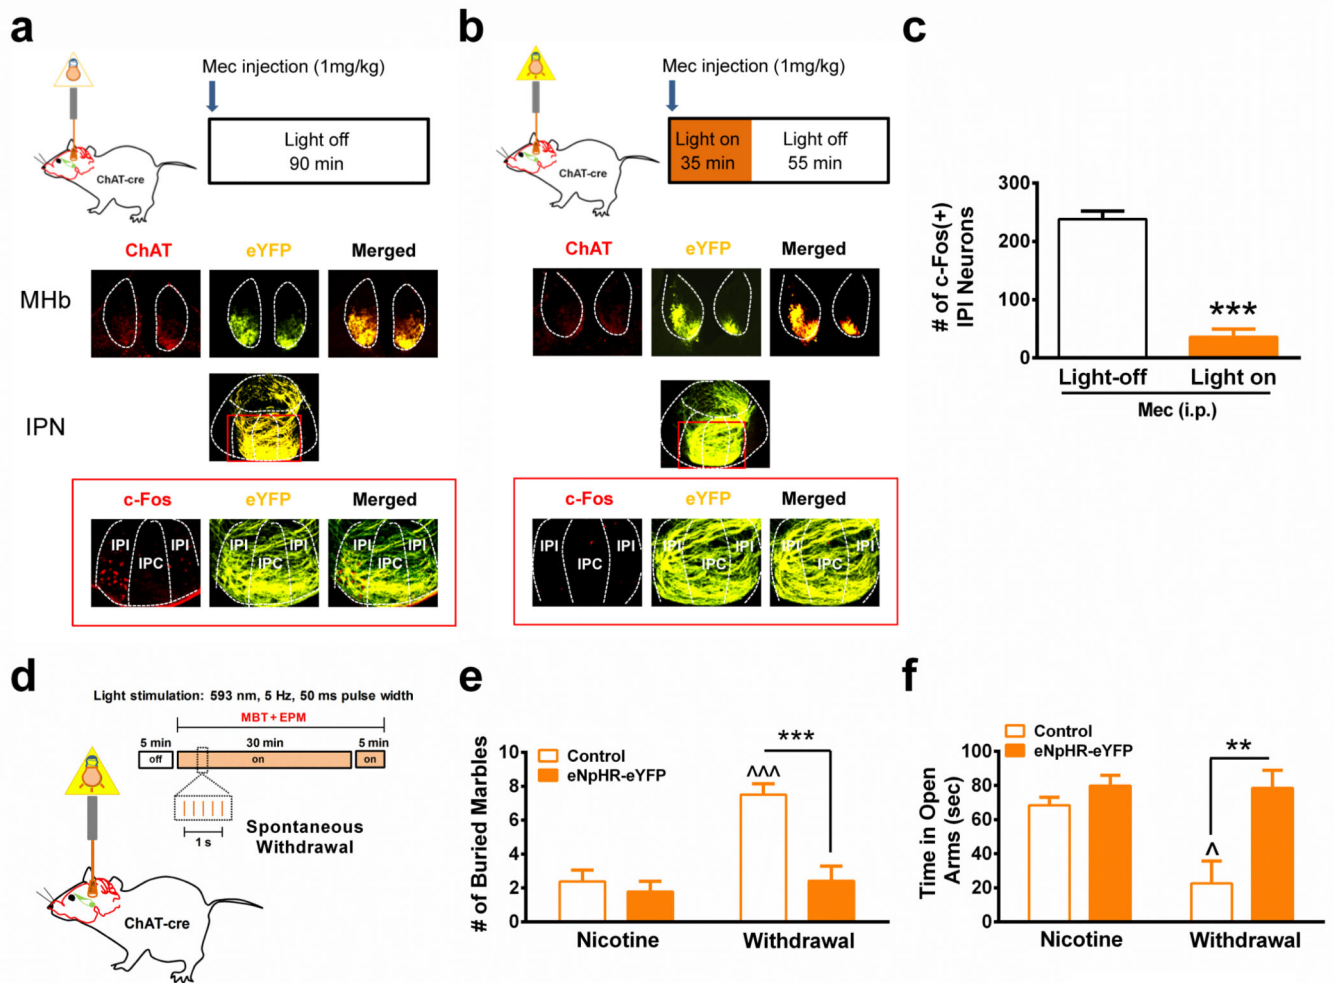 a
Mec injection (1mg/kg)
Light off
90 min
ChAT-cre
ChAT
eYFP
Merged
MHb
IPN
c-Fos
eYFP
Merged
IPI
IPI
IPC
IPI
IPI
IPC
IPI
IPI
IPC
b
Mec injection (1mg/kg)
Light on
35 min
Light off
55 min
ChAT-cre
ChAT
eYFP
Merged
c-Fos
eYFP
Merged
IPI
IPI
IPC
IPI
IPI
IPC
IPI
IPI
IPC
c
# of c-Fos(+)
IPI Neurons
300
200
100
0
***
Light-off
Light on
Mec (i.p.)
d
Light stimulation: 593 nm, 5 Hz, 50 ms pulse width
MBT + EPM
5 min
30 min
5 min
off
on
on
1 s
Spontaneous
Withdrawal
ChAT-cre
e
# of Buried Marbles
10
8
6
4
2
0
Control
eNpHR-eYFP
^^^
***
Nicotine
Withdrawal
f
Time in Open
Arms (sec)
100
80
60
40
20
0
Control
eNpHR-eYFP
^
**
Nicotine
Withdrawal